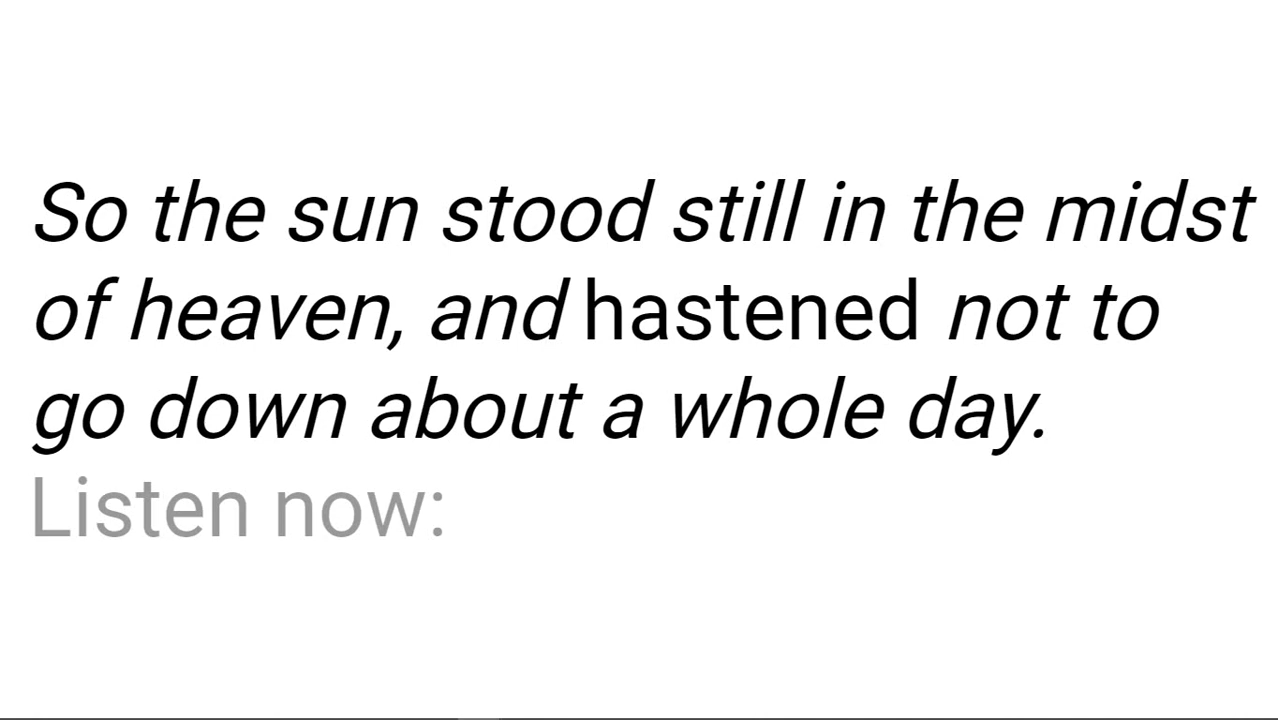 So the sun stood still in the midst
of heaven, and hastened not to
go down about a whole day.
Listen now: